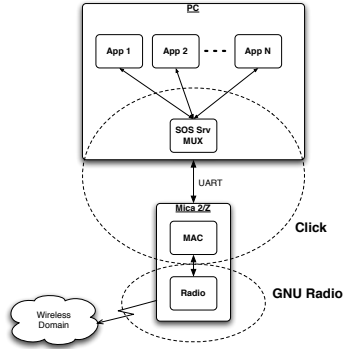 PC
App 1
App 2
App N
SOS Srv
MUX
UART
Mica 2/Z
MAC
Click
Radio
GNU Radio
Wireless
Domain